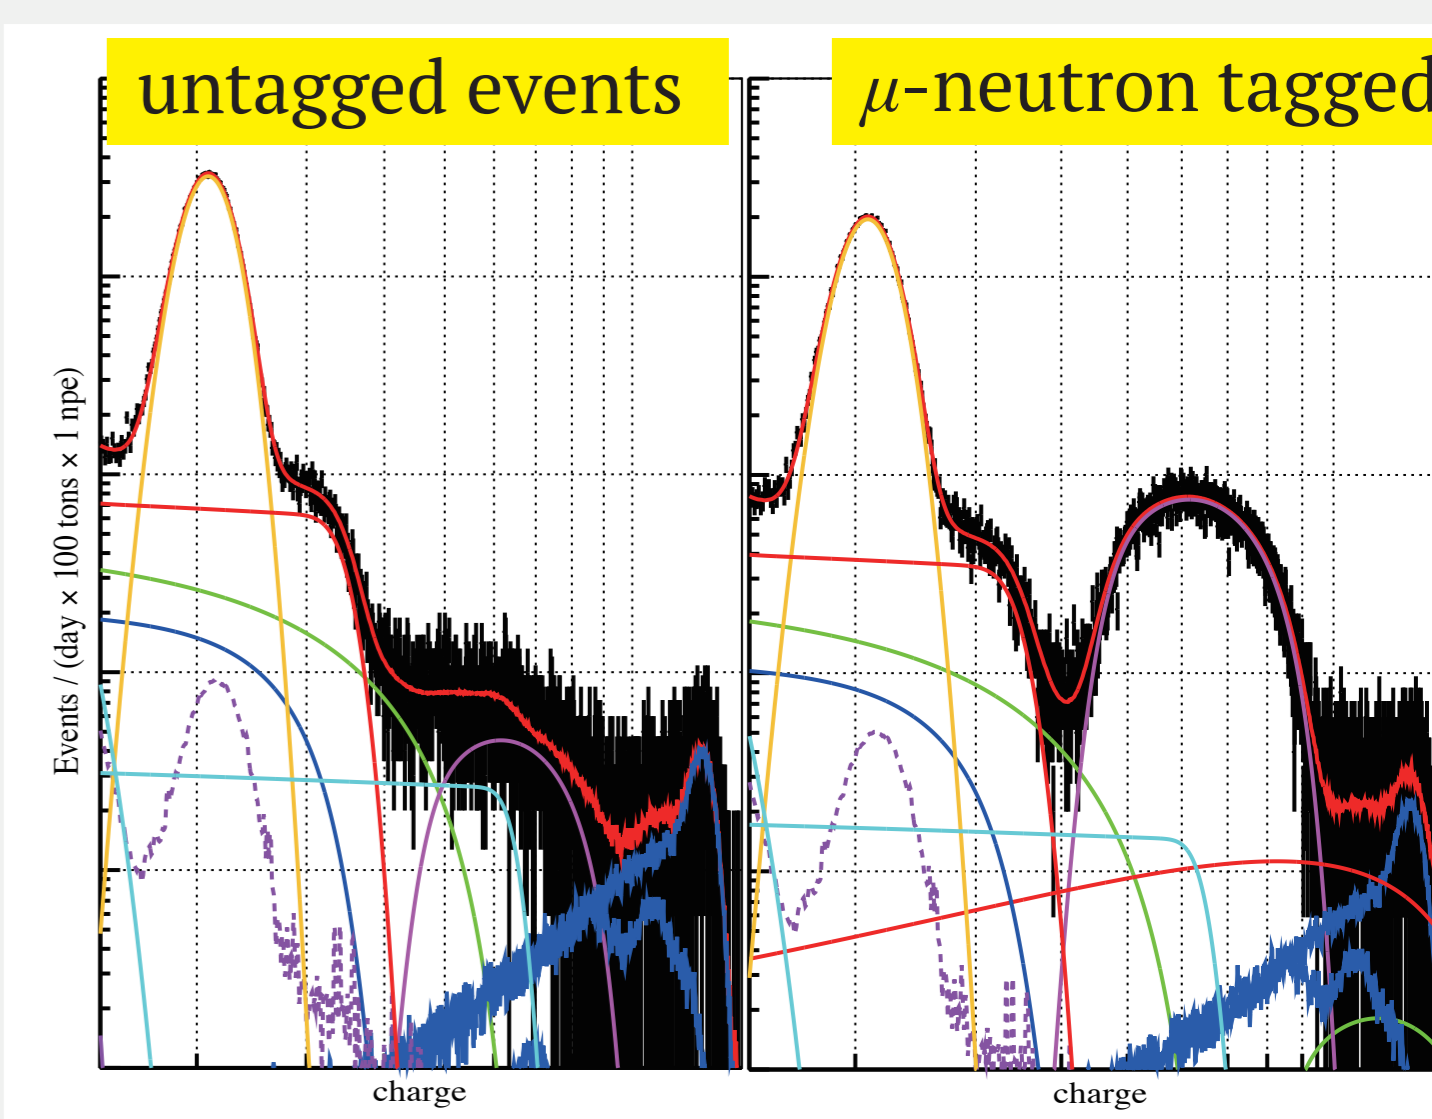 untagged events
μ-neutron tagged
Events / (day × 100 tons × 1 npe)
charge
charge